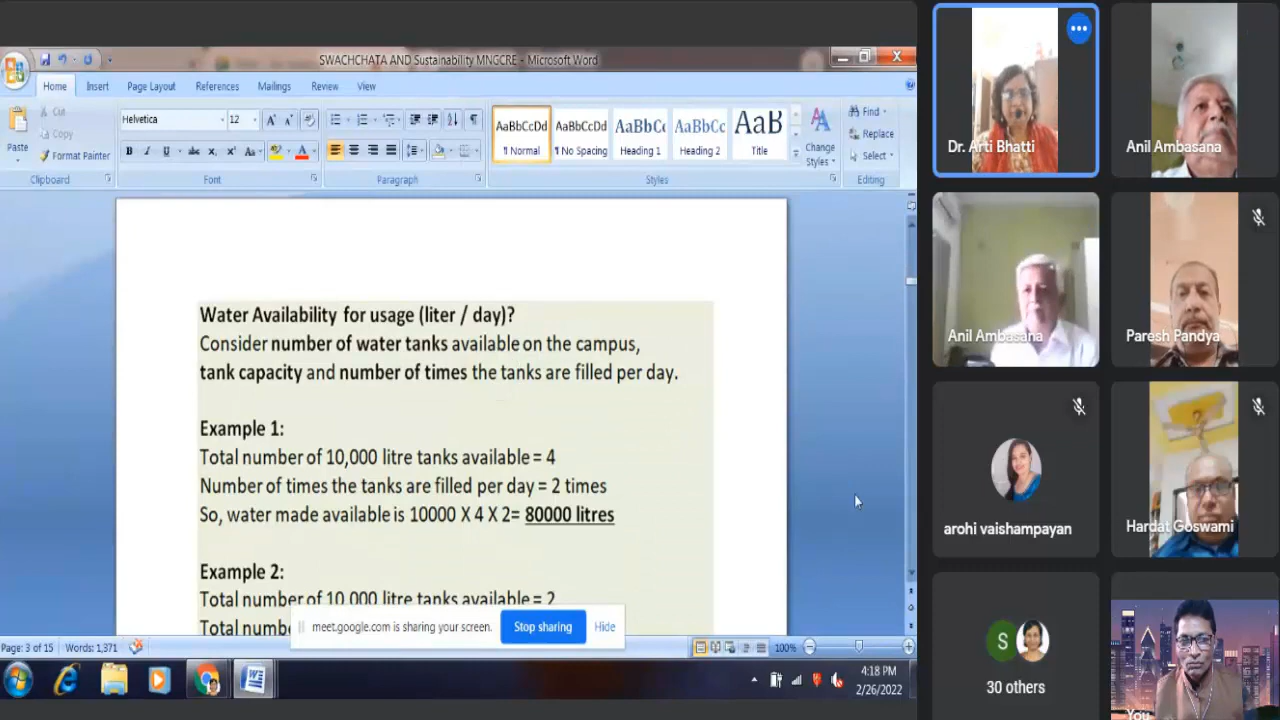 SWACHCHATA AND Sustainability MNGCRE - Microsoft Word
Home Insert Page Layout References Mailings Review View
Paste
Cut
Copy
Format Painter
Clipboard
Helvetica 12
Font
Paragraph
AaBbCcDd AaBbCcDd AaBbCc AaBbCc AaB
¶ Normal ¶ No Spacing Heading 1 Heading 2 Title
Change Styles
Styles
Find
Replace
Select
Editing
Water Availability for usage (liter / day)?
Consider number of water tanks available on the campus,
tank capacity and number of times the tanks are filled per day.
Example 1:
Total number of 10,000 litre tanks available = 4
Number of times the tanks are filled per day = 2 times
So, water made available is 10000 X 4 X 2= 80000 litres
Example 2:
Total number of 10,000 litre tanks available = 2
meet.google.com is sharing your screen. Stop sharing Hide
Page: 3 of 15 Words: 1,371
100%
4:18 PM
2/26/2022
Dr. Arti Bhatti
Anil Ambasana
Anil Ambasana
Paresh Pandya
arohi vaishampayan
Hardat Goswami
S
30 others
You